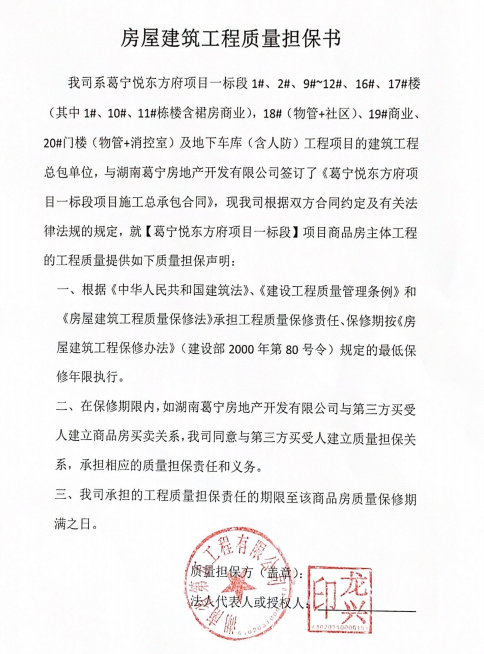 房屋建筑工程质量担保书
我司系葛宁悦东方府项目一标段 1#、2#、9#~12#、16#、17#楼
（其中 1#、10#、11#栋楼含裙房商业），18#（物管+社区）、19#商业、
20#门楼（物管+消控室）及地下车库（含人防）工程项目的建筑工程
总包单位，与湖南葛宁房地产开发有限公司签订了《葛宁悦东方府项
目一标段项目施工总承包合同》，现我司根据双方合同约定及有关法
律法规的规定，就【葛宁悦东方府项目一标段】项目商品房主体工程
的工程质量提供如下质量担保声明：
一、根据《中华人民共和国建筑法》、《建设工程质量管理条例》和
《房屋建筑工程质量保修法》承担工程质量保修责任、保修期按《房
屋建筑工程保修办法》（建设部 2000 年第 80 号令）规定的最低保
修年限执行。
二、在保修期限内，如湖南葛宁房地产开发有限公司与第三方买受
人建立商品房买卖关系，我司同意与第三方买受人建立质量担保关
系，承担相应的质量担保责任和义务。
三、我司承担的工程质量担保责任的期限至该商品房质量保修期
满之日。
质量担保方（盖章）：
法人代表人或授权人：
工程有限公司
龙兴
印